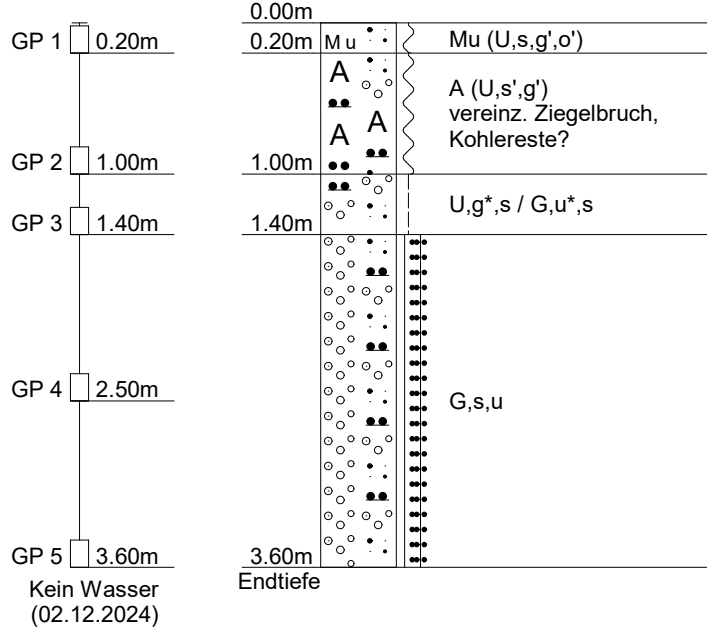 0.00m
GP 1 0.20m 0.20m Mu Mu (U,s,g',o')
A A (U,s',g')
vereinz. Ziegelbruch,
A A Kohlereste?
GP 2 1.00m 1.00m
U,g*,s / G,u*,s
GP 3 1.40m 1.40m
GP 4 2.50m G,s,u
GP 5 3.60m 3.60m
Kein Wasser Endtiefe
(02.12.2024)